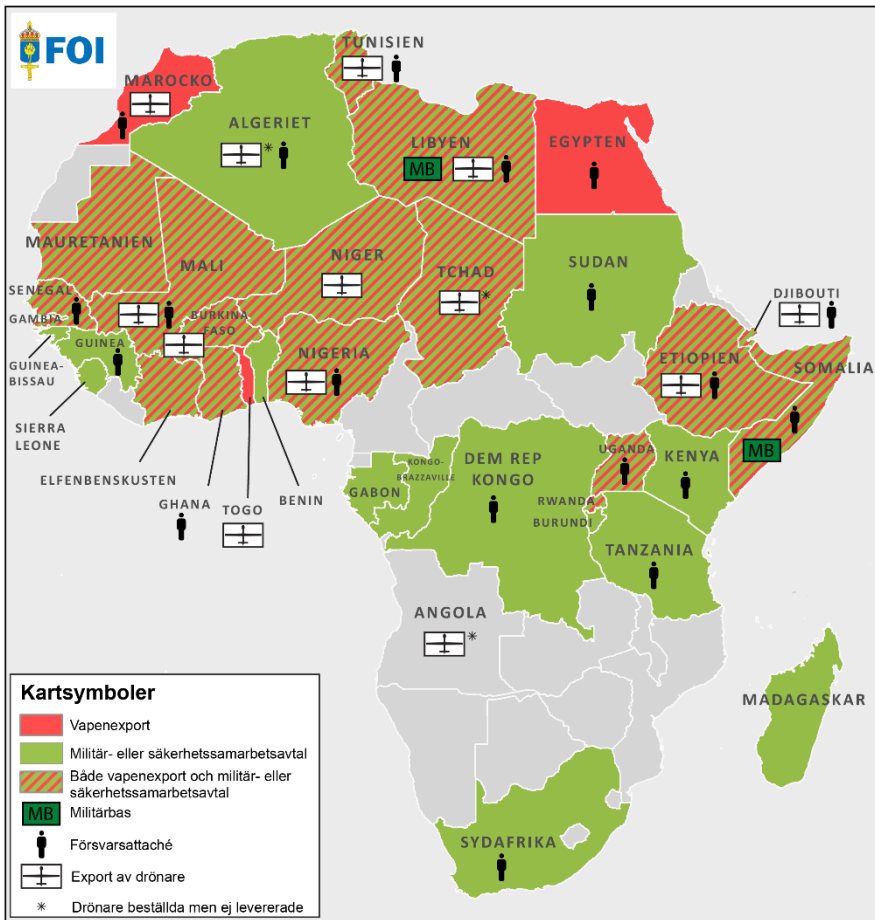 FOI
TUNISIEN
MAROCKO
ALGERIET
*
LIBYEN
EGYPTEN
MB
MAURETANIEN
MALI
NIGER
TCHAD
*
SUDAN
DJIBOUTI
SENEGAL
GAMBIA
BURKINA
FASO
GUINEA
NIGERIA
ETIOPIEN
SOMALIA
GUINEA-
BISSAU
SIERRA
LEONE
MB
ELFENBENSKUSTEN
GHANA
TOGO
BENIN
GABON
KONGO-
BRAZZAVILLE
DEM REP
KONGO
UGANDA
KENYA
RWANDA
BURUNDI
TANZANIA
ANGOLA
*
MADAGASKAR
SYDAFRIKA
Kartsymboler
Vapenexport
Militär- eller säkerhetssamarbetsavtal
Både vapenexport och militär- eller
säkerhetssamarbetsavtal
MB Militärbas
Försvarsattaché
Export av drönare
* Drönare beställda men ej levererade